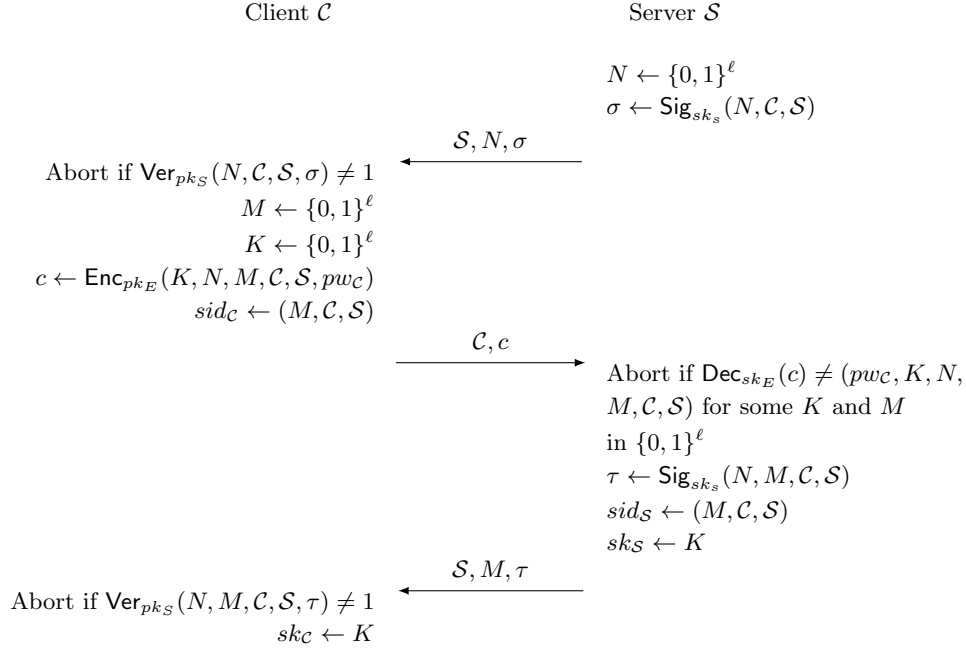 Client 𝒞 Server 𝒮
N ← {0, 1}^ℓ
σ ← Sig_{sk_s}(N, 𝒞, 𝒮)
𝒮, N, σ
Abort if Ver_{pk_S}(N, 𝒞, 𝒮, σ) ≠ 1
M ← {0, 1}^ℓ
K ← {0, 1}^ℓ
c ← Enc_{pk_E}(K, N, M, 𝒞, 𝒮, pw_𝒞)
sid_𝒞 ← (M, 𝒞, 𝒮)
𝒞, c
Abort if Dec_{sk_E}(c) ≠ (pw_𝒞, K, N,
M, 𝒞, 𝒮) for some K and M
in {0, 1}^ℓ
τ ← Sig_{sk_s}(N, M, 𝒞, 𝒮)
sid_𝒮 ← (M, 𝒞, 𝒮)
sk_𝒮 ← K
𝒮, M, τ
Abort if Ver_{pk_S}(N, M, 𝒞, 𝒮, τ) ≠ 1
sk_𝒞 ← K